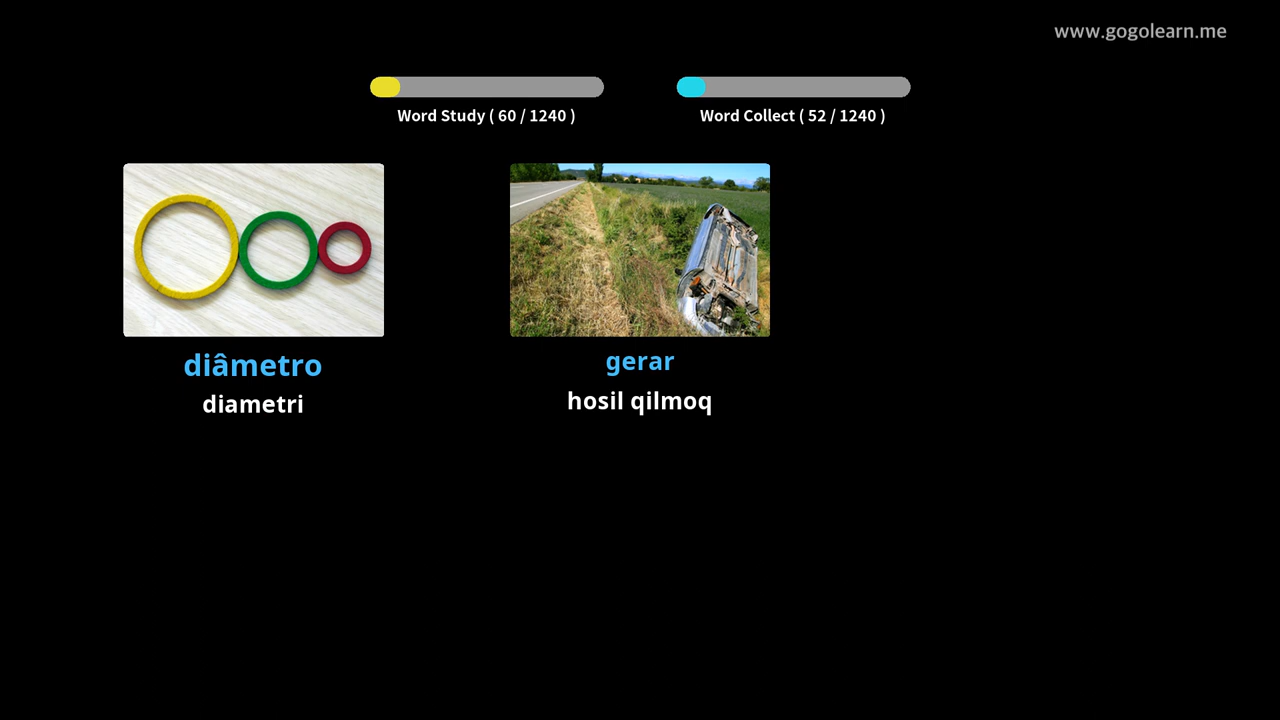 www.gogolearn.me
Word Study ( 60 / 1240 )
Word Collect ( 52 / 1240 )
diâmetro
diametri
gerar
hosil qilmoq